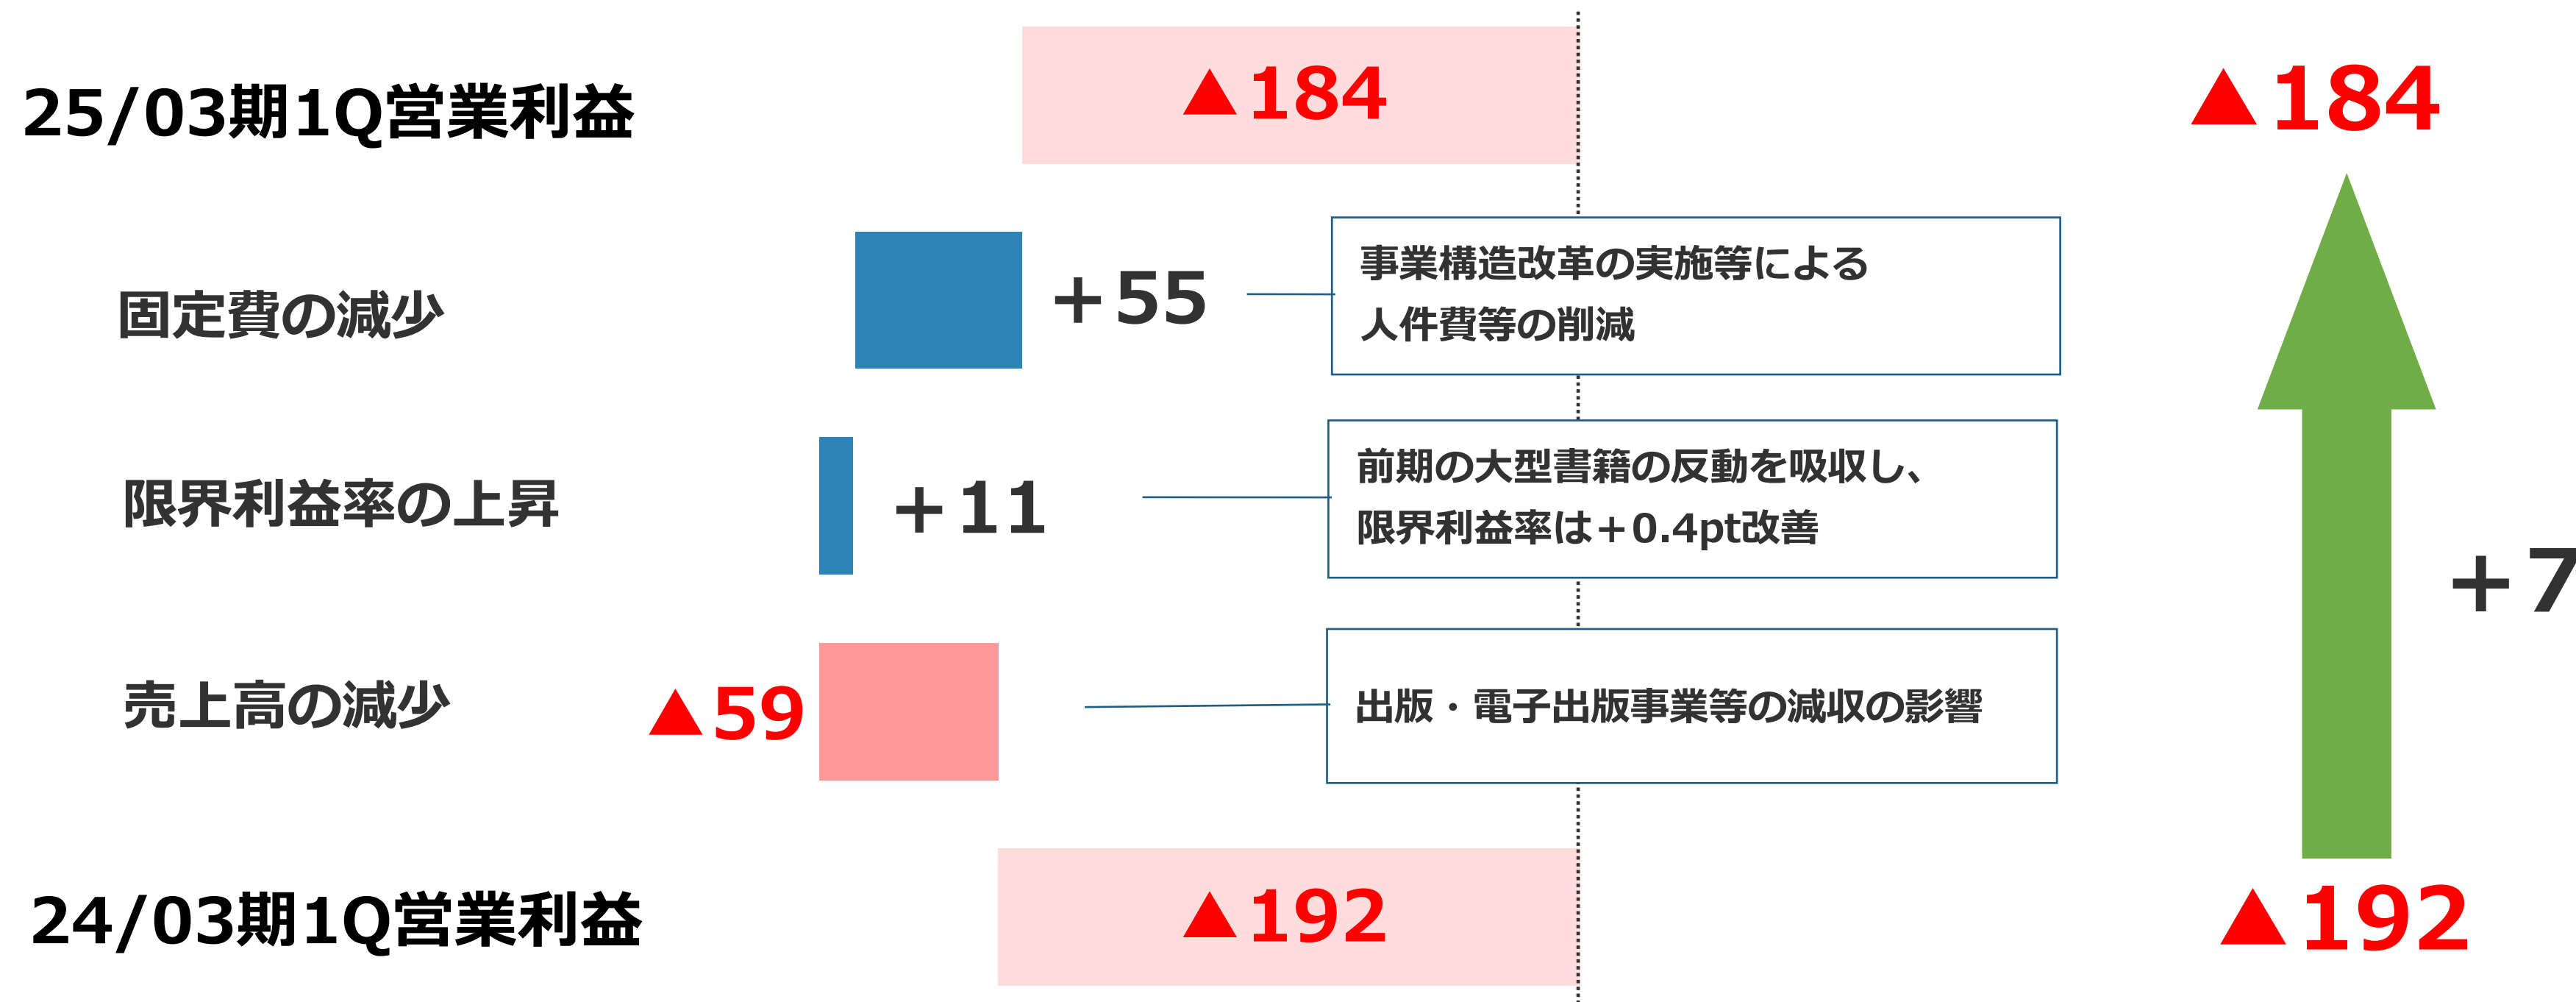 25/03期1Q営業利益
▲184
▲184
固定費の減少
+55
事業構造改革の実施等による
人件費等の削減
限界利益率の上昇
+11
前期の大型書籍の反動を吸収し、
限界利益率は+0.4pt改善
+7
売上高の減少
▲59
出版・電子出版事業等の減収の影響
24/03期1Q営業利益
▲192
▲192